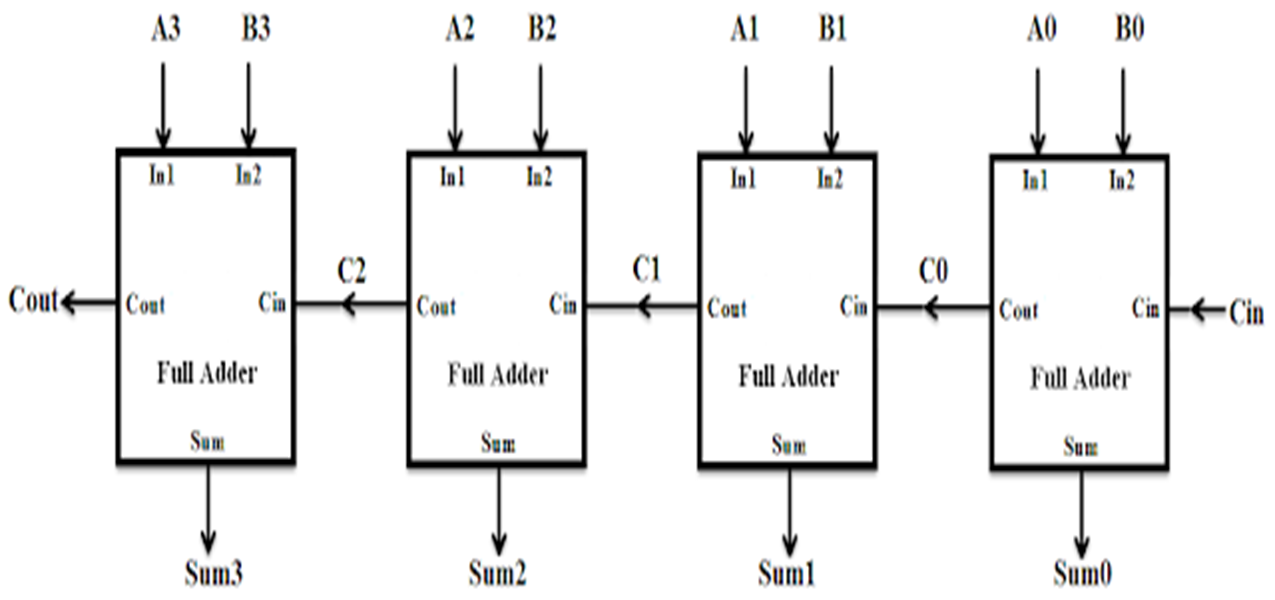 A3 B3 A2 B2 A1 B1 A0 B0
In1 In2 In1 In2 In1 In2 In1 In2
C2 C1 C0
Cout Cout Cin Cout Cin Cout Cin Cout Cin Cin
Full Adder Full Adder Full Adder Full Adder
Sum Sum Sum Sum
Sum3 Sum2 Sum1 Sum0